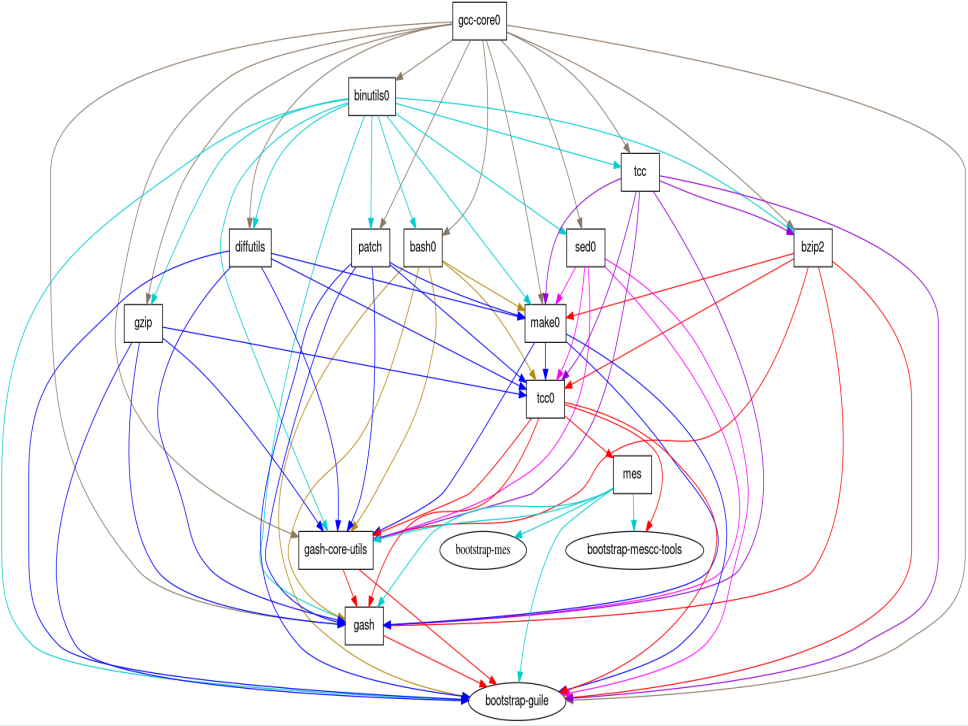 gcc-core0
binutils0
tcc
diffutils
patch
bash0
sed0
bzip2
gzip
make0
tcc0
mes
gash-core-utils
bootstrap-mes
bootstrap-mescc-tools
gash
bootstrap-guile